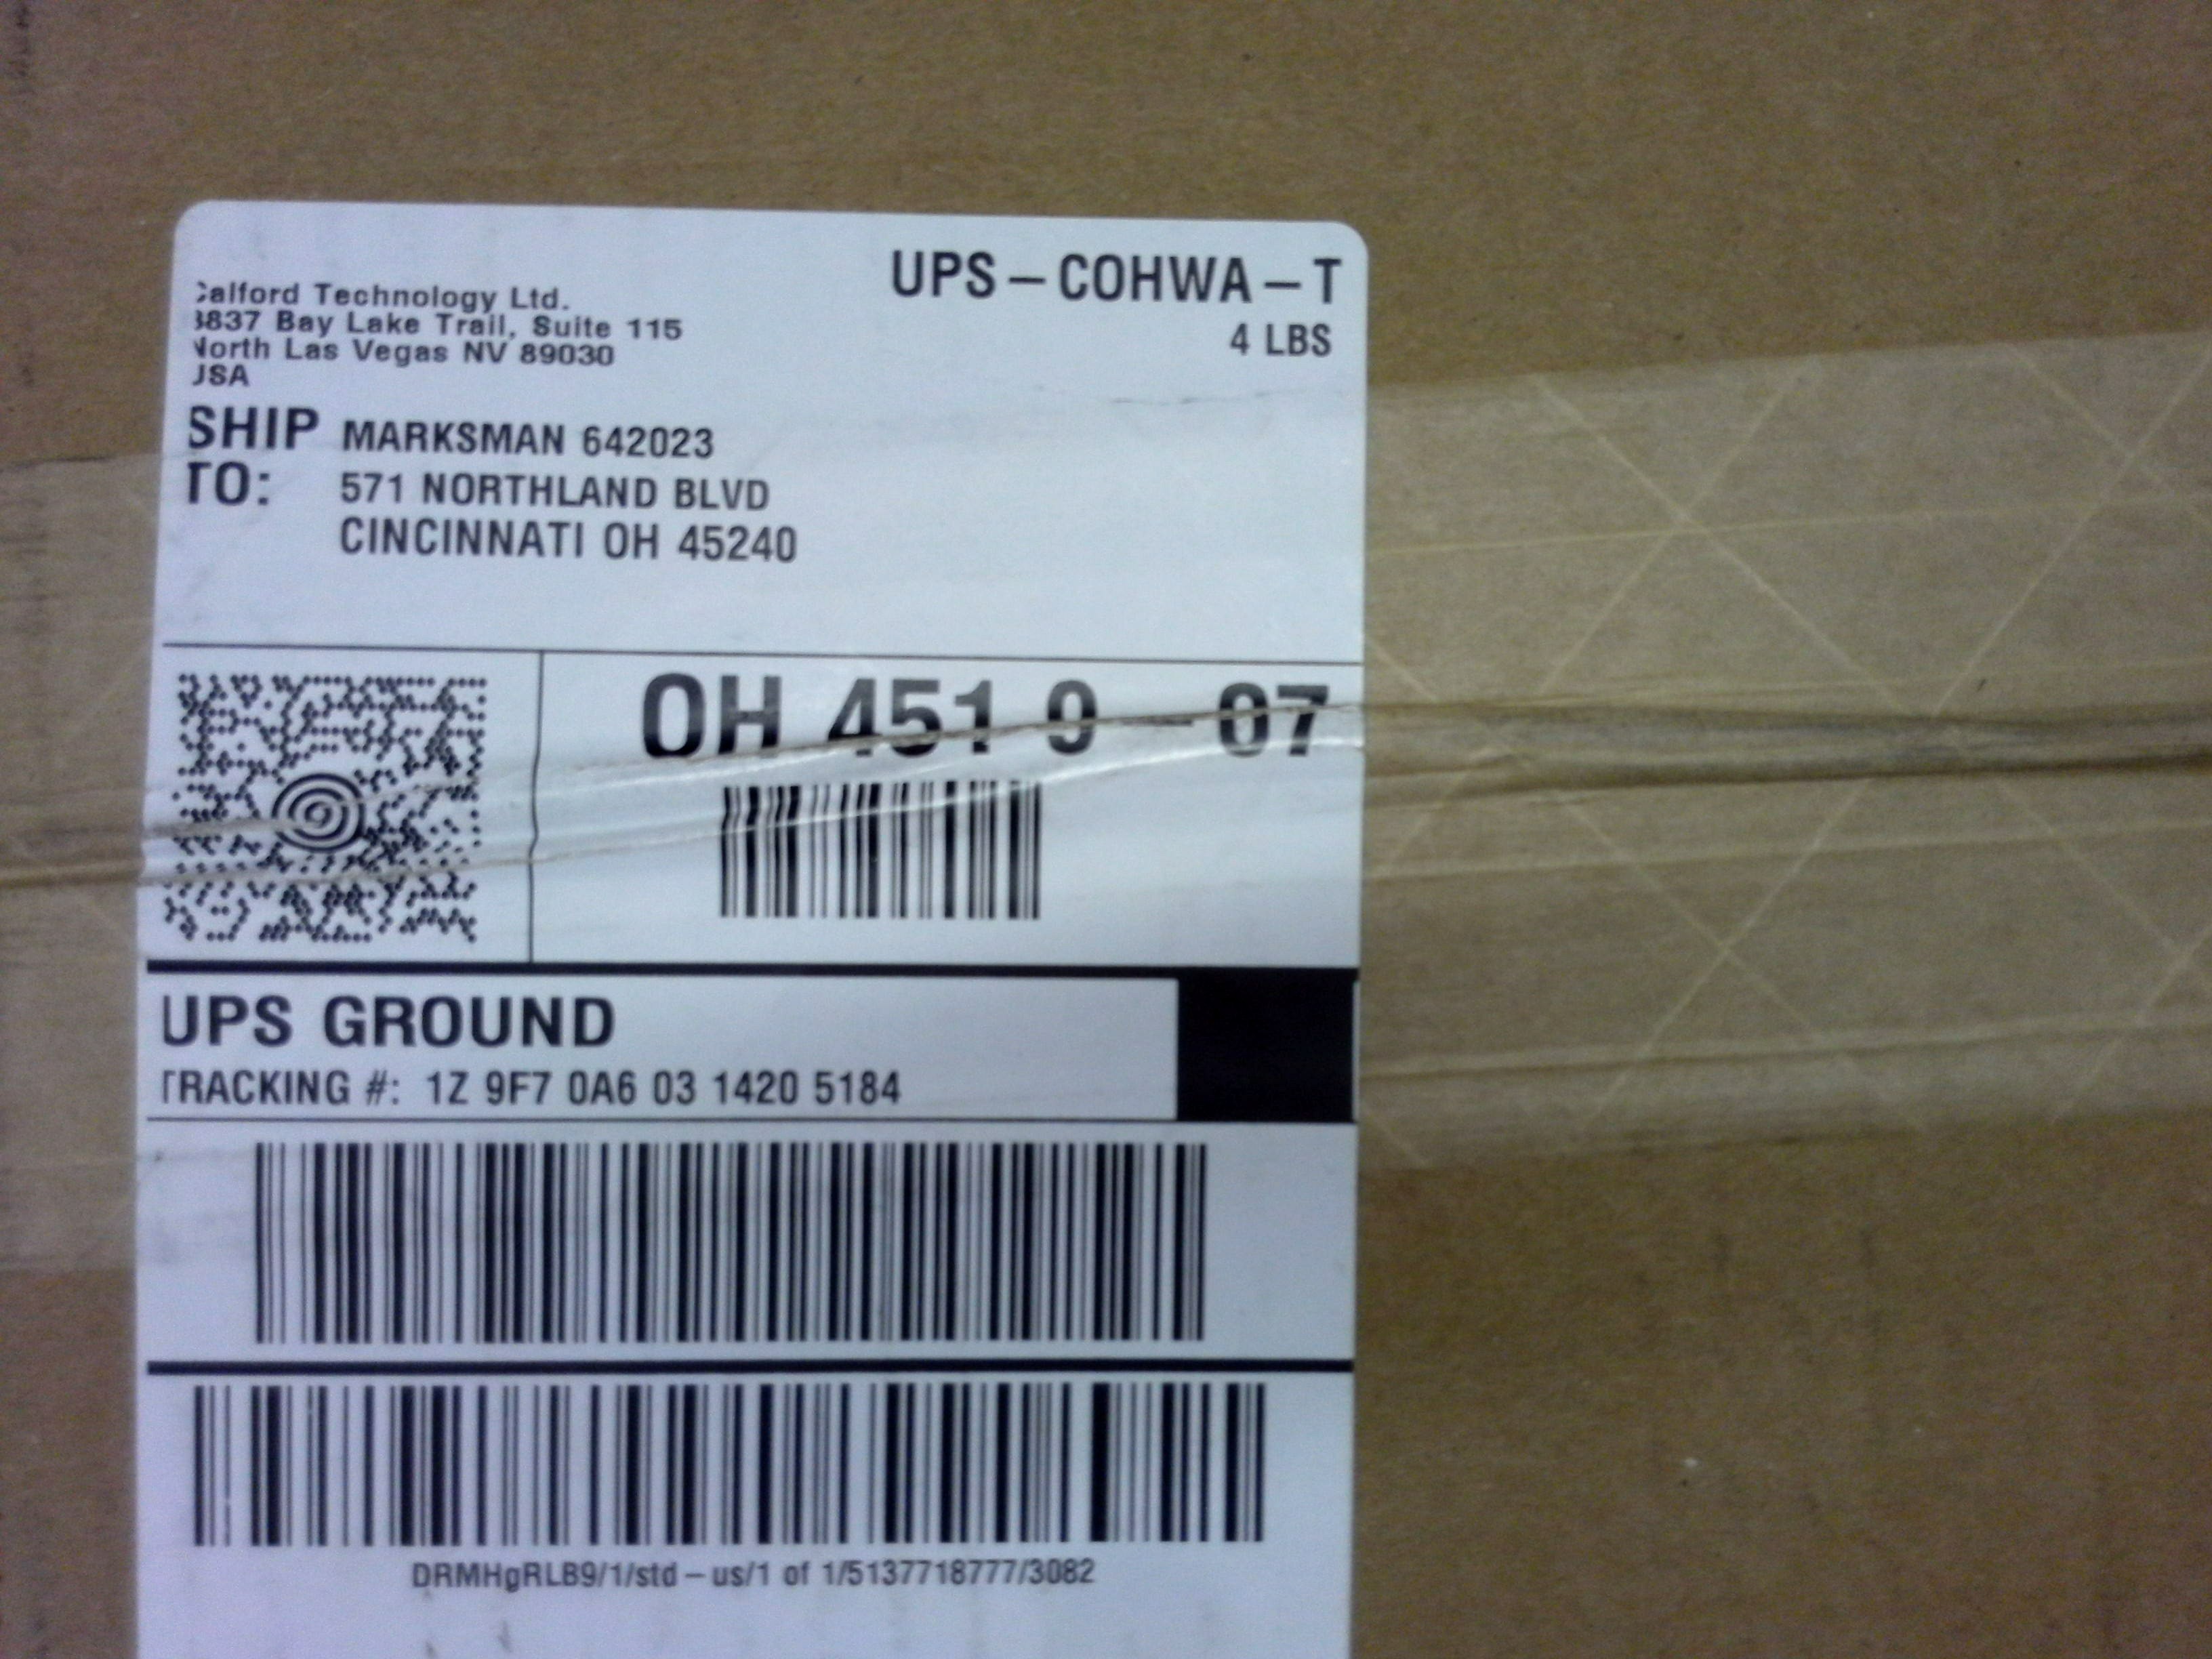 alford Technology Ltd.
837 Bay Lake Trail, Suite 115
North Las Vegas NV 89030
USA
UPS-COHWA-T
4 LBS
SHIP TO:
MARKSMAN 642023
571 NORTHLAND BLVD
CINCINNATI OH 45240
OH 451 9-07
UPS GROUND
TRACKING #: 1Z 9F7 0A6 03 1420 5184
DRMHgRLB9/1/std-us/1 of 1/5137718777/3082